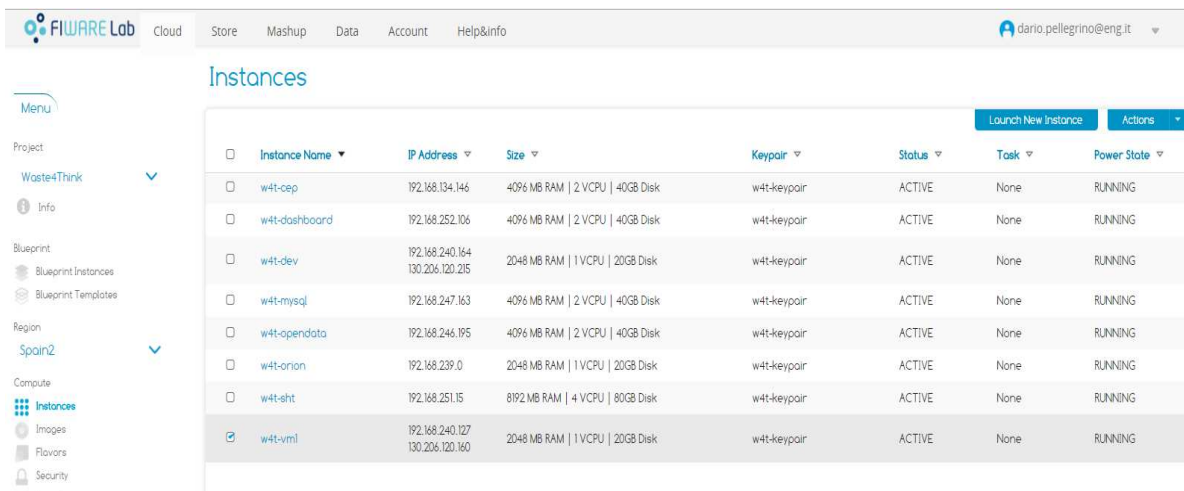 FIWARE Lab Cloud Store Mashup Data Account Help&info dario.pellegrino@eng.it
Instances
Menu
Launch New Instance Actions
Project
Waste4Think
Info
Blueprint
Blueprint Instances
Blueprint Templates
Region
Spain2
Compute
Instances
Images
Flavors
Security
Instance Name IP Address Size Keypair Status Task Power State
w4t-cep 192.168.134.146 4096 MB RAM | 2 VCPU | 40GB Disk w4t-keypair ACTIVE None RUNNING
w4t-dashboard 192.168.252.106 4096 MB RAM | 2 VCPU | 40GB Disk w4t-keypair ACTIVE None RUNNING
w4t-dev 192.168.240.164 2048 MB RAM | 1 VCPU | 20GB Disk w4t-keypair ACTIVE None RUNNING
130.206.120.215
w4t-mysql 192.168.247.163 4096 MB RAM | 2 VCPU | 40GB Disk w4t-keypair ACTIVE None RUNNING
w4t-opendata 192.168.246.195 4096 MB RAM | 2 VCPU | 40GB Disk w4t-keypair ACTIVE None RUNNING
w4t-orion 192.168.239.0 2048 MB RAM | 1 VCPU | 20GB Disk w4t-keypair ACTIVE None RUNNING
w4t-sht 192.168.251.15 8192 MB RAM | 4 VCPU | 80GB Disk w4t-keypair ACTIVE None RUNNING
w4t-vm1 192.168.240.127 2048 MB RAM | 1 VCPU | 20GB Disk w4t-keypair ACTIVE None RUNNING
130.206.120.160